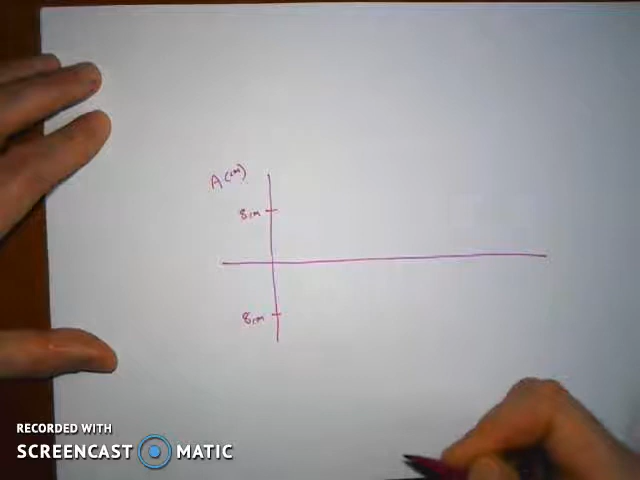 A (cm)
8cm
8cm
RECORDED WITH
SCREENCAST MATIC